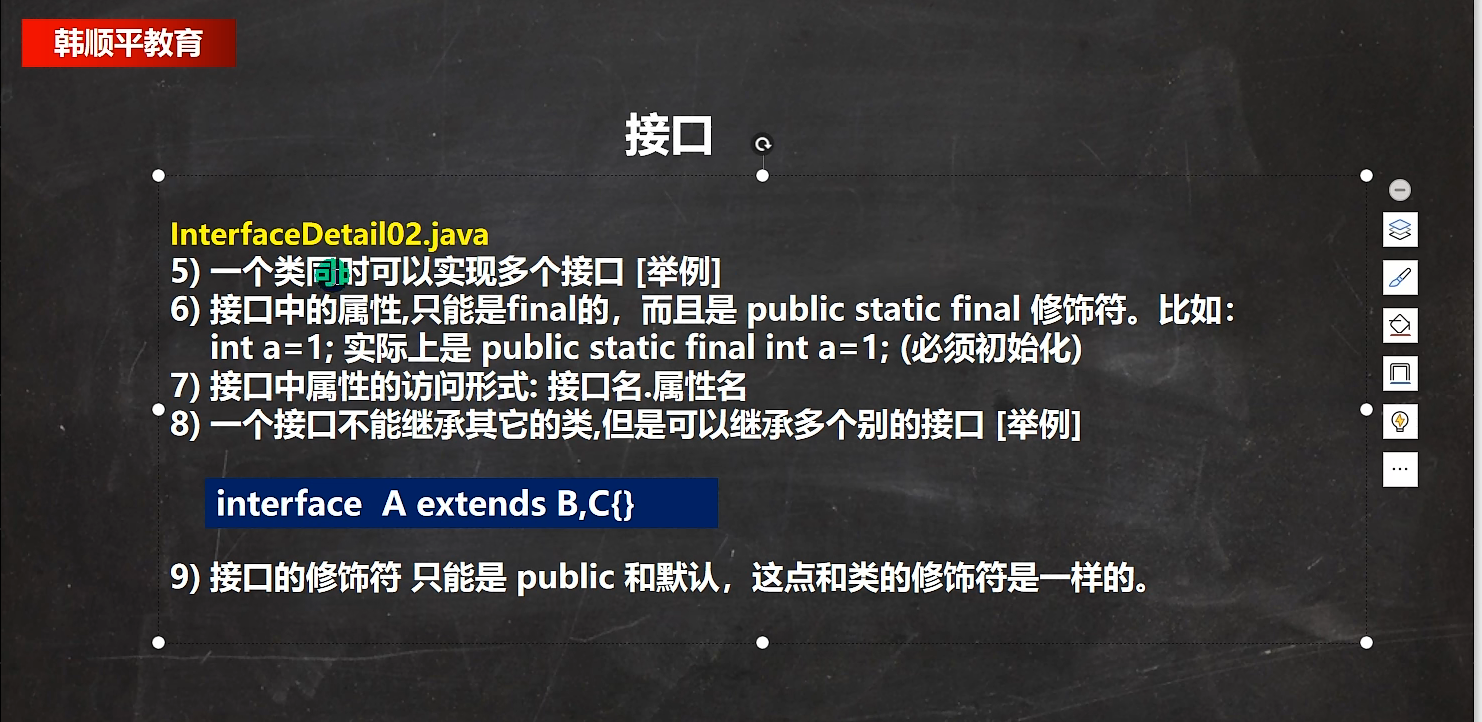 韩顺平教育
接口
InterfaceDetail02.java
5) 一个类同时可以实现多个接口 [举例]
6) 接口中的属性,只能是final的，而且是 public static final 修饰符。比如：
int a=1; 实际上是 public static final int a=1; (必须初始化)
7) 接口中属性的访问形式: 接口名.属性名
8) 一个接口不能继承其它的类,但是可以继承多个别的接口 [举例]
interface  A extends B,C{}
9) 接口的修饰符 只能是 public 和默认，这点和类的修饰符是一样的。